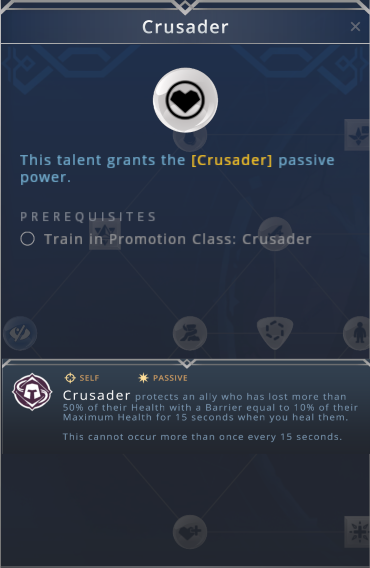 Crusader
This talent grants the [Crusader] passive
power.
PREREQUISITES
Train in Promotion Class: Crusader
SELF PASSIVE
Crusader protects an ally who has lost more than
50% of their Health with a Barrier equal to 10% of their
Maximum Health for 15 seconds when you heal them.
This cannot occur more than once every 15 seconds.